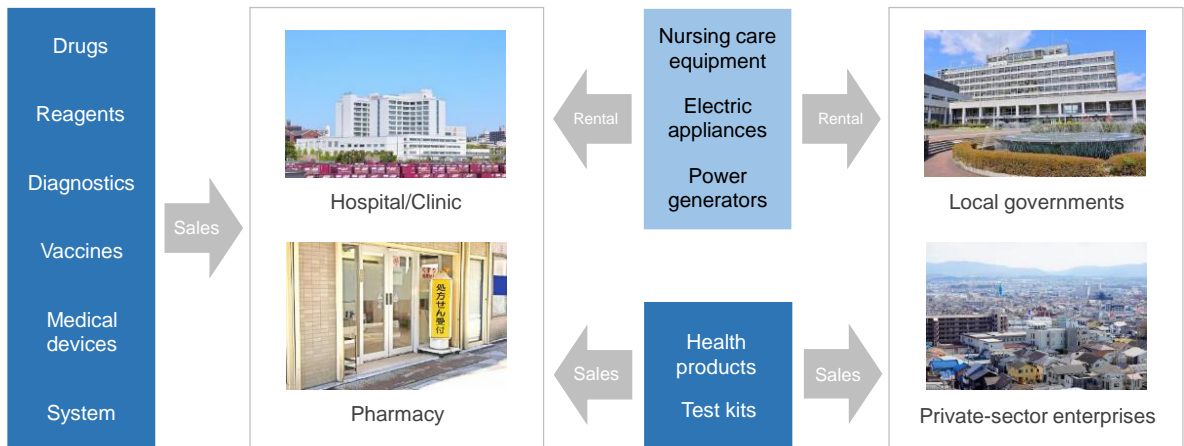 Drugs
Reagents
Diagnostics
Vaccines
Medical
devices
System
Sales
Hospital/Clinic
処方せん受付
Pharmacy
Rental
Sales
Nursing care
equipment
Electric
appliances
Power
generators
Health
products
Test kits
Rental
Sales
Local governments
Private-sector enterprises